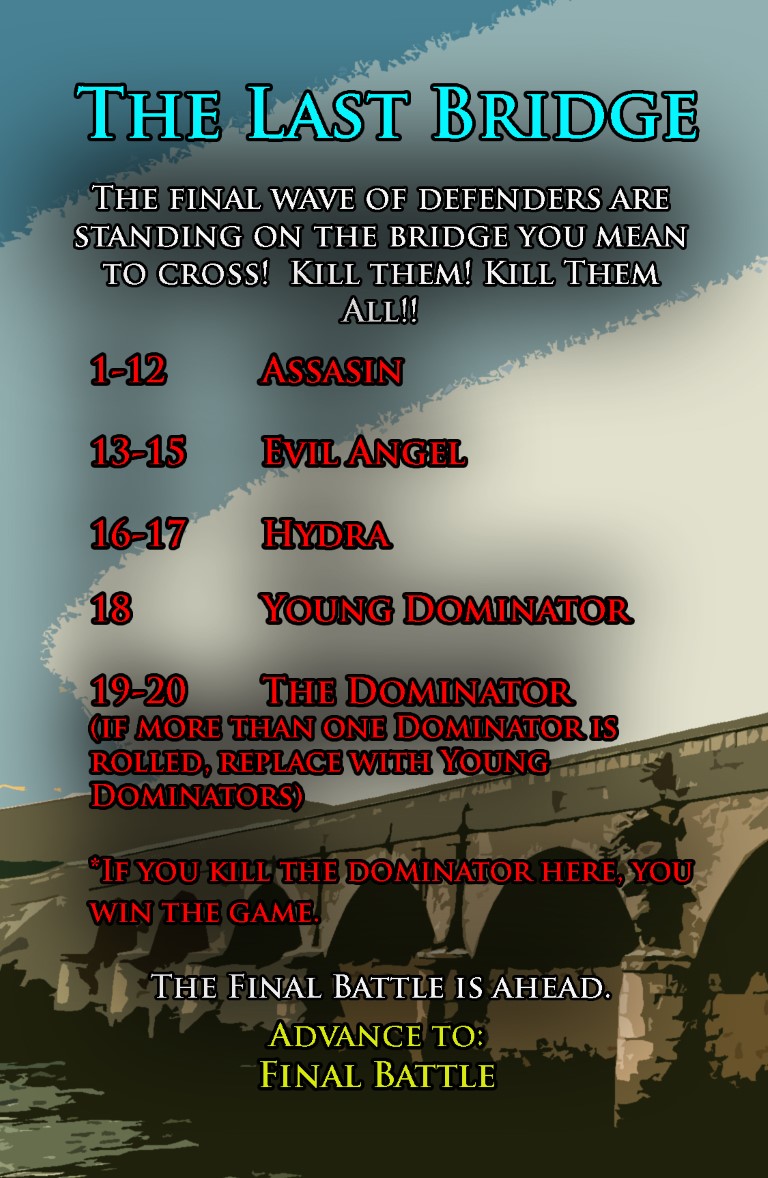 The Last Bridge
The final wave of defenders are
standing on the bridge you mean
to cross!  Kill them! Kill Them
All!!
1-12 Assasin
13-15 Evil Angel
16-17 Hydra
18 Young Dominator
19-20 The Dominator
(if more than one Dominator is
rolled, replace with Young
Dominators)
*If you kill the dominator here, you
win the game.
The Final Battle is ahead.
Advance to:
Final Battle